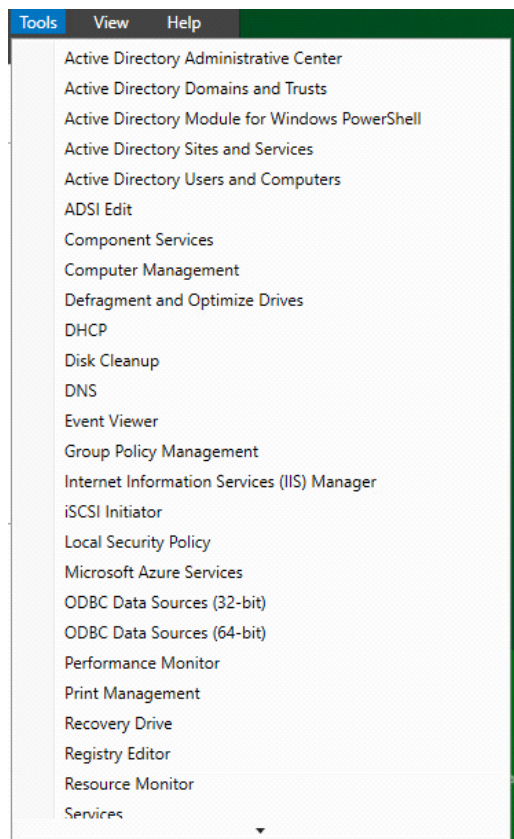 Tools View Help
Active Directory Administrative Center
Active Directory Domains and Trusts
Active Directory Module for Windows PowerShell
Active Directory Sites and Services
Active Directory Users and Computers
ADSI Edit
Component Services
Computer Management
Defragment and Optimize Drives
DHCP
Disk Cleanup
DNS
Event Viewer
Group Policy Management
Internet Information Services (IIS) Manager
iSCSI Initiator
Local Security Policy
Microsoft Azure Services
ODBC Data Sources (32-bit)
ODBC Data Sources (64-bit)
Performance Monitor
Print Management
Recovery Drive
Registry Editor
Resource Monitor
Services